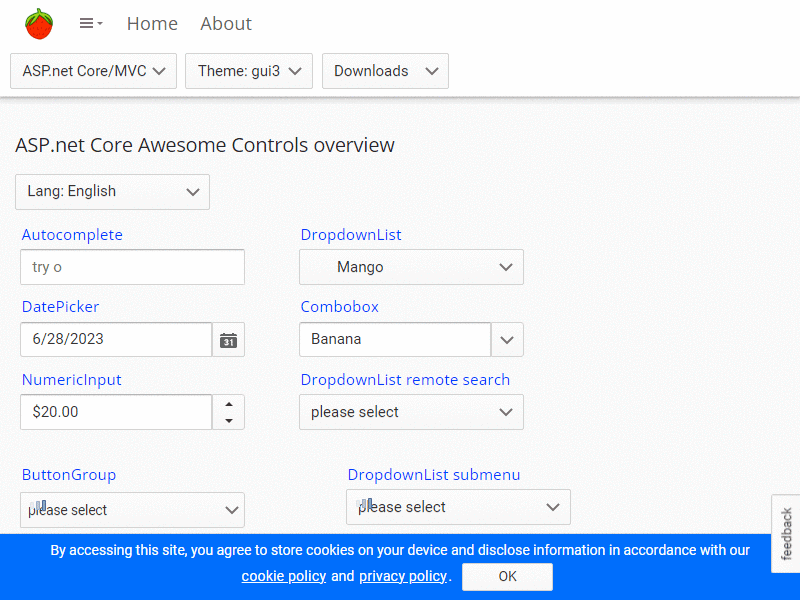 Home About
ASP.net Core/MVC Theme: gui3 Downloads
ASP.net Core Awesome Controls overview
Lang: English
Autocomplete DropdownList
try o Mango
DatePicker Combobox
6/28/2023 31 Banana
NumericInput DropdownList remote search
$20.00 please select
ButtonGroup DropdownList submenu
please select please select
feedback
By accessing this site, you agree to store cookies on your device and disclose information in accordance with our
cookie policy and privacy policy. OK